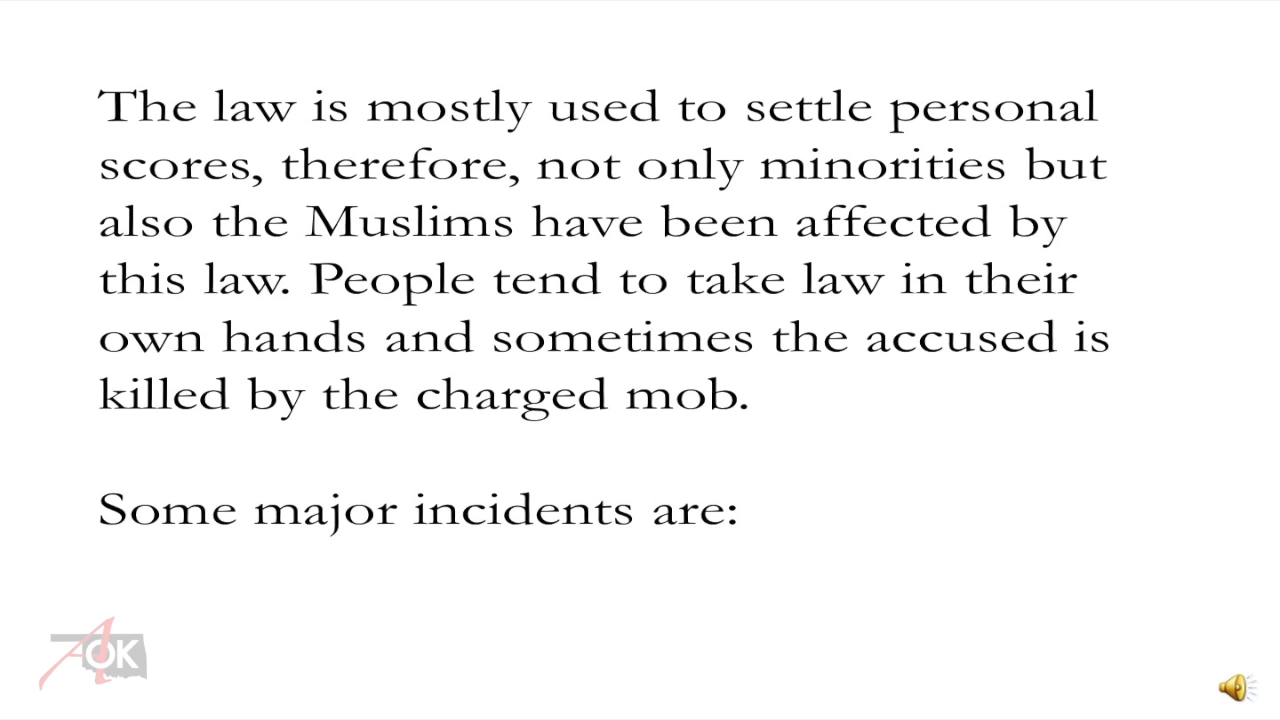 The law is mostly used to settle personal
scores, therefore, not only minorities but
also the Muslims have been affected by
this law. People tend to take law in their
own hands and sometimes the accused is
killed by the charged mob.
Some major incidents are:
AOK